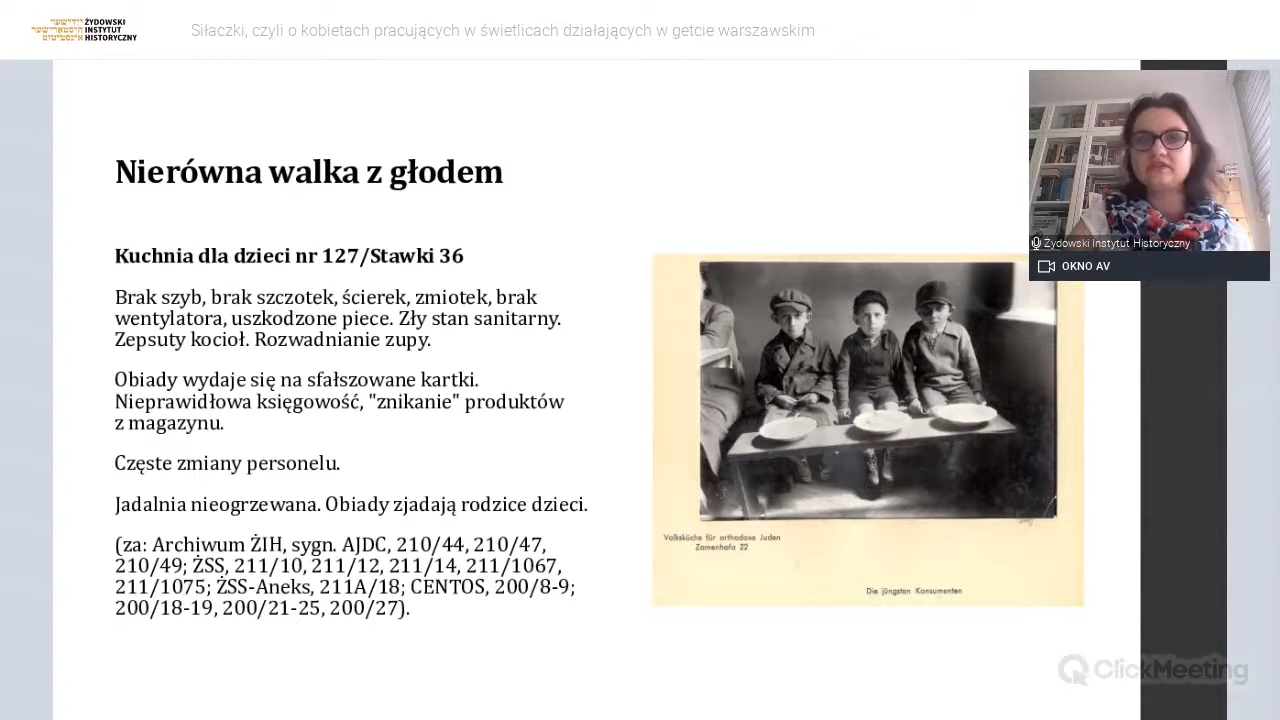 ייִדישער
היסטאָרישער
אינסטיטוט
ŻYDOWSKI
INSTYTUT
HISTORYCZNY
Siłaczki, czyli o kobietach pracujących w świetlicach działających w getcie warszawskim
Nierówna walka z głodem
Kuchnia dla dzieci nr 127/Stawki 36
Brak szyb, brak szczotek, ścierek, zmiotek, brak
wentylatora, uszkodzone piece. Zły stan sanitarny.
Zepsuty kocioł. Rozwadnianie zupy.
Obiady wydaje się na sfałszowane kartki.
Nieprawidłowa księgowość, "znikanie" produktów
z magazynu.
Częste zmiany personelu.
Jadalnia nieogrzewana. Obiady zjadają rodzice dzieci.
(za: Archiwum ŻIH, sygn. AJDC, 210/44, 210/47,
210/49; ŻSS, 211/10, 211/12, 211/14, 211/1067,
211/1075; ŻSS-Aneks, 211A/18; CENTOS, 200/8-9;
200/18-19, 200/21-25, 200/27).
Volksküche für orthodoxe Juden
Zamenhofa 22
Die jüngsten Konsumenten
Żydowski Instytut Historyczny
OKNO AV
ClickMeeting